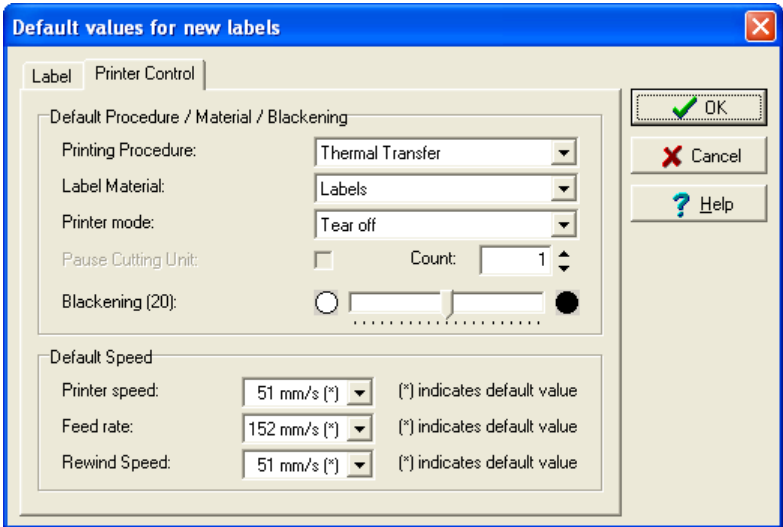 Default values for new labels
Label Printer Control
Default Procedure / Material / Blackening
Printing Procedure: Thermal Transfer
Label Material: Labels
Printer mode: Tear off
Pause Cutting Unit: Count: 1
Blackening (20):
Default Speed
Printer speed: 51 mm/s (*) (*) indicates default value
Feed rate: 152 mm/s (*) (*) indicates default value
Rewind Speed: 51 mm/s (*) (*) indicates default value
OK
Cancel
? Help